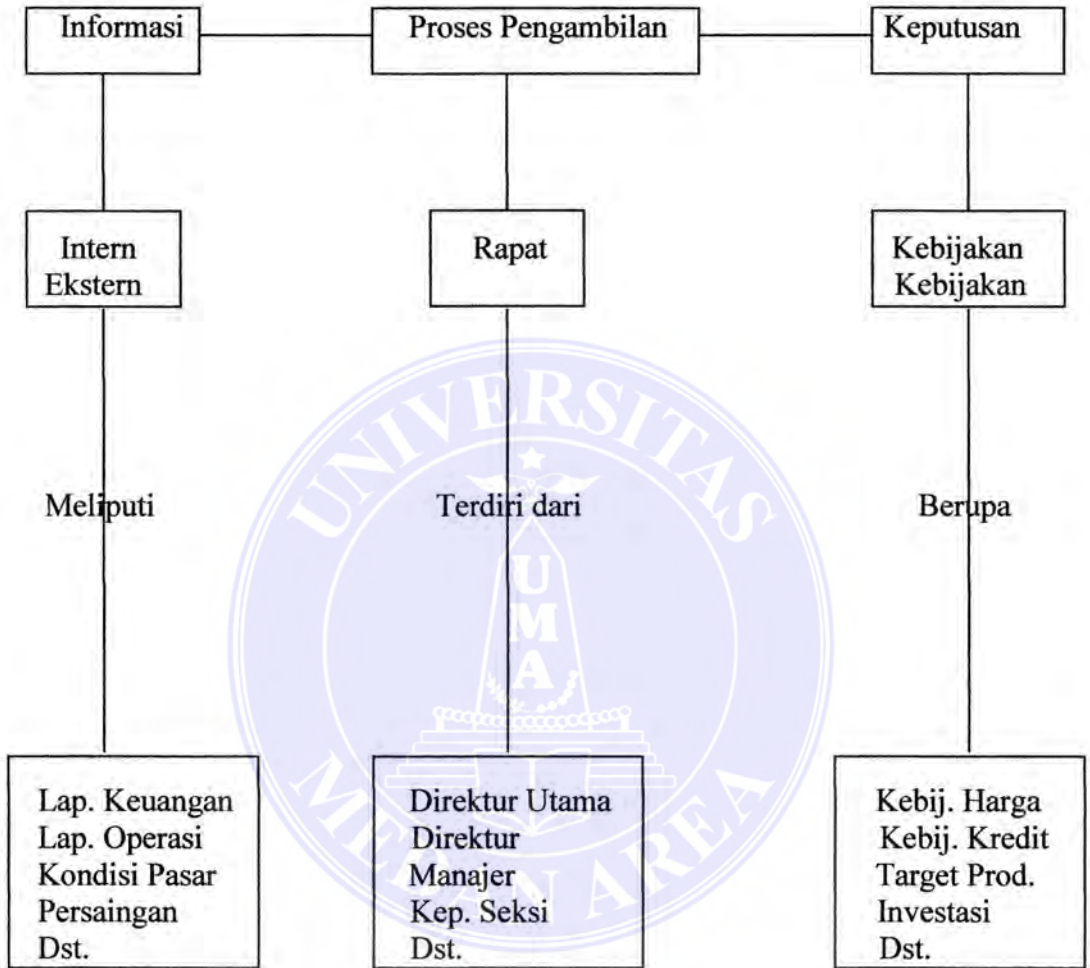 Informasi
Proses Pengambilan
Keputusan
Intern
Ekstern
Rapat
Kebijakan
Kebijakan
Meliputi
Terdiri dari
Berupa
Lap. Keuangan
Lap. Operasi
Kondisi Pasar
Persaingan
Dst.
Direktur Utama
Direktur
Manajer
Kep. Seksi
Dst.
Kebij. Harga
Kebij. Kredit
Target Prod.
Investasi
Dst.
UNIVERSITAS
UMA
MEDAN AREA